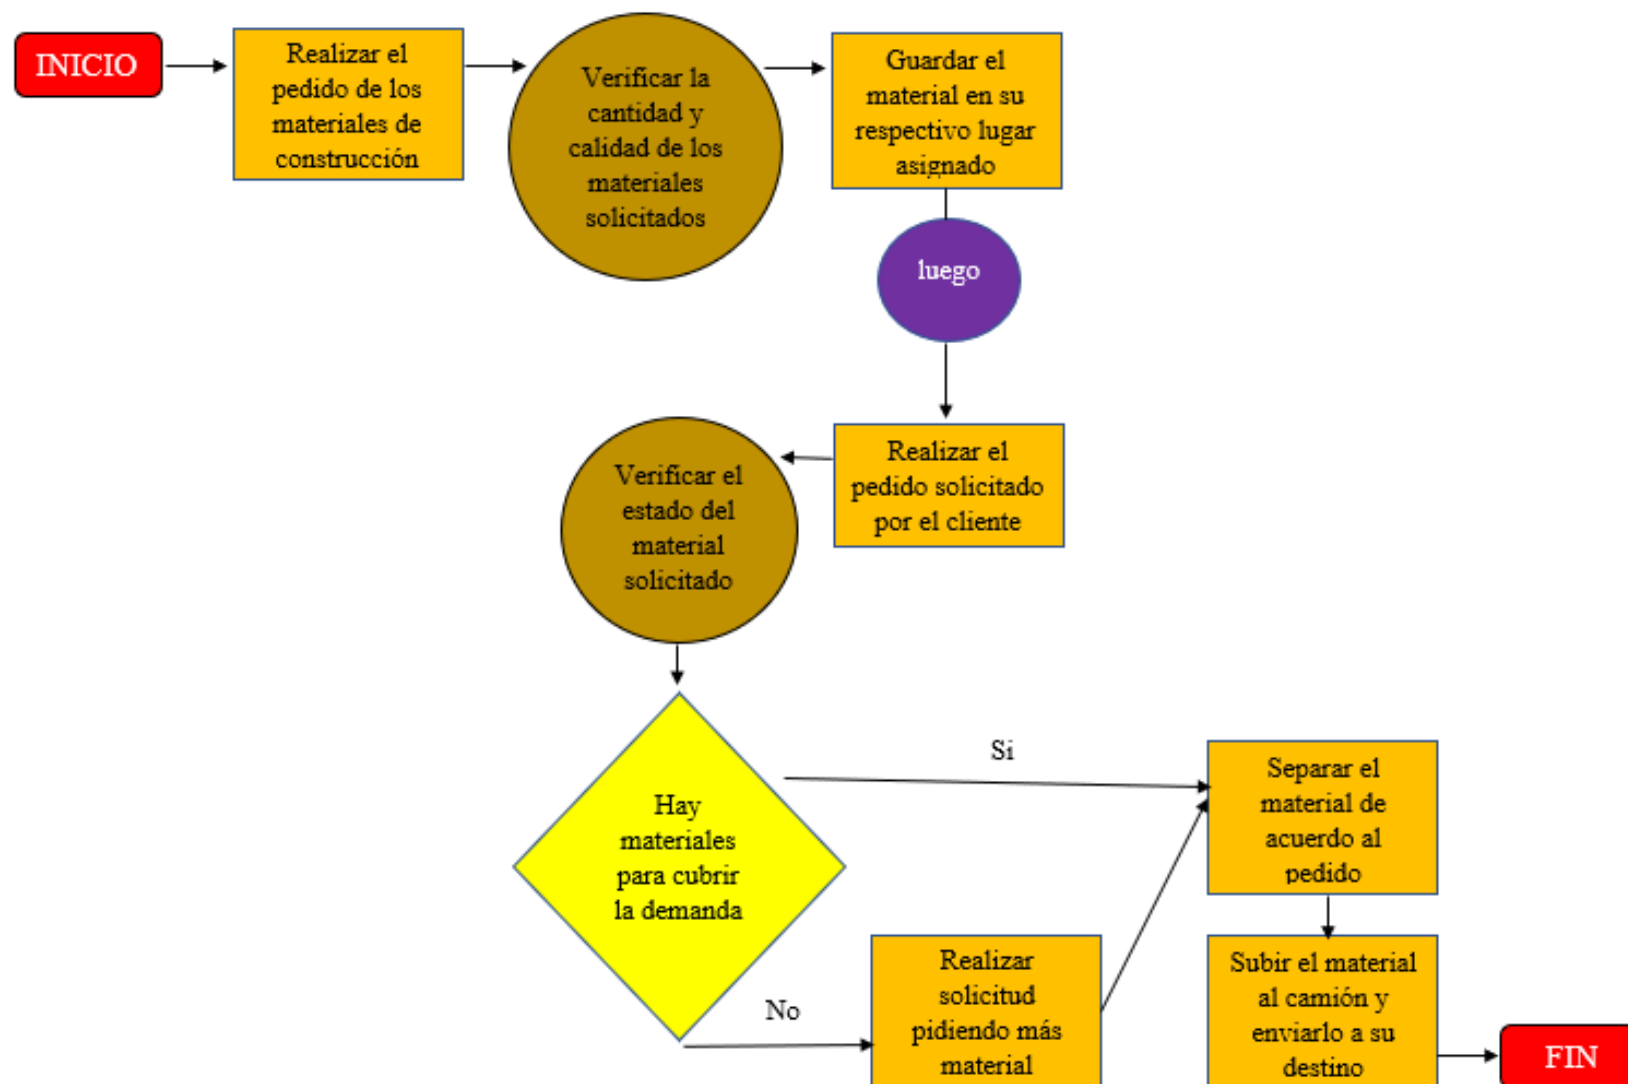 INICIO
Realizar el
pedido de los
materiales de
construcción
Verificar la
cantidad y
calidad de los
materiales
solicitados
Guardar el
material en su
respectivo lugar
asignado
luego
Realizar el
pedido solicitado
por el cliente
Verificar el
estado del
material
solicitado
Hay
materiales
para cubrir
la demanda
Si
Separar el
material de
acuerdo al
pedido
No
Realizar
solicitud
pidiendo más
material
Subir el material
al camión y
enviarlo a su
destino
FIN